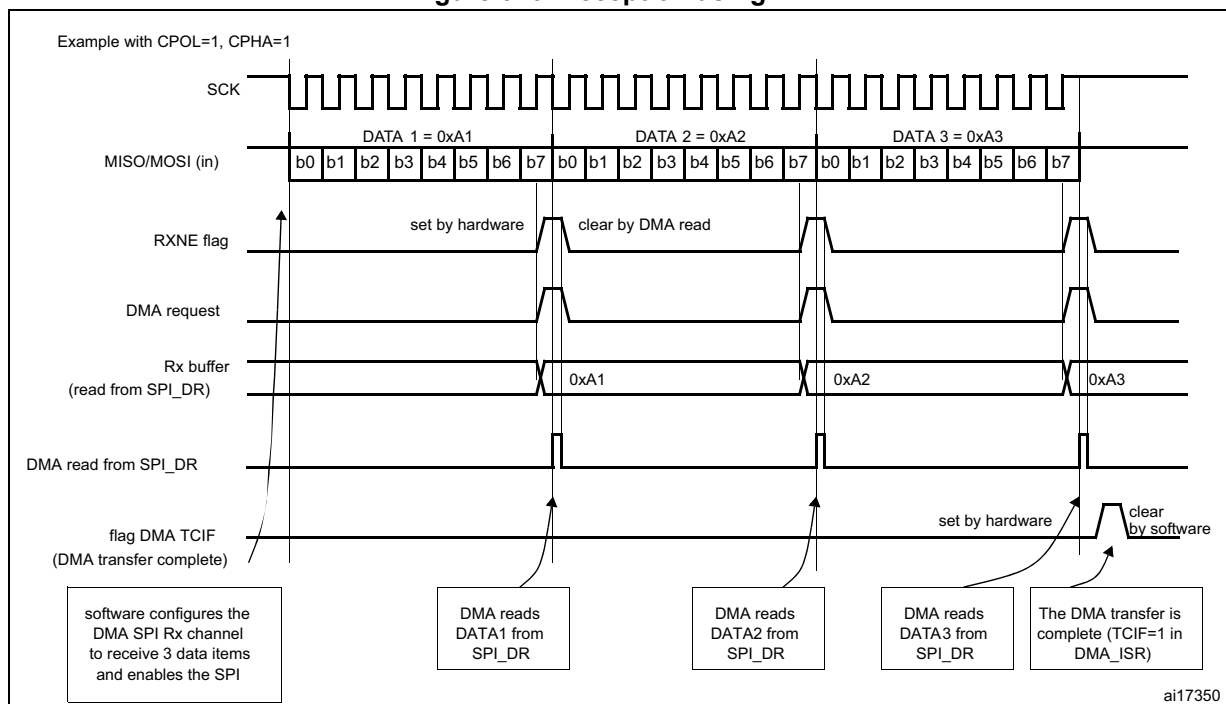 Example with CPOL=1, CPHA=1
SCK
DATA 1 = 0xA1
DATA 2 = 0xA2
DATA 3 = 0xA3
MISO/MOSI (in)
b0 b1 b2 b3 b4 b5 b6 b7 b0 b1 b2 b3 b4 b5 b6 b7 b0 b1 b2 b3 b4 b5 b6 b7
set by hardware
clear by DMA read
RXNE flag
DMA request
Rx buffer
(read from SPI_DR)
0xA1
0xA2
0xA3
DMA read from SPI_DR
flag DMA TCIF
(DMA transfer complete)
set by hardware
clear
by software
software configures the
DMA SPI Rx channel
to receive 3 data items
and enables the SPI
DMA reads
DATA1 from
SPI_DR
DMA reads
DATA2 from
SPI_DR
DMA reads
DATA3 from
SPI_DR
The DMA transfer is
complete (TCIF=1 in
DMA_ISR)
ai17350